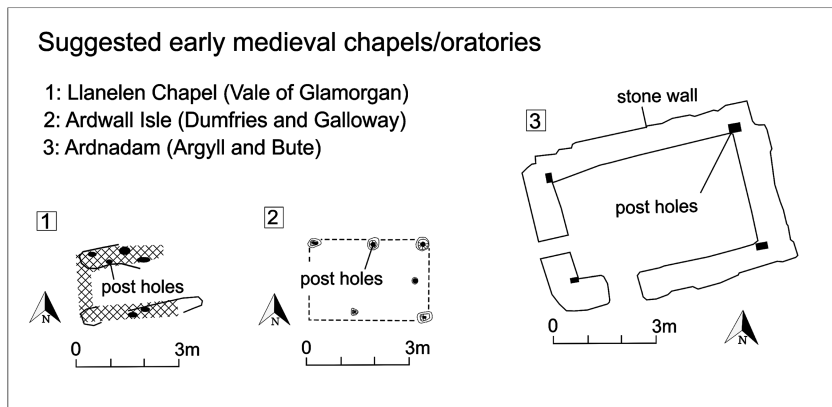 Suggested early medieval chapels/oratories
1: Llanelen Chapel (Vale of Glamorgan)
2: Ardwall Isle (Dumfries and Galloway)
3: Ardnadam (Argyll and Bute)
1
post holes
N
0 3m
2
post holes
N
0 3m
3
stone wall
post holes
0 3m
N